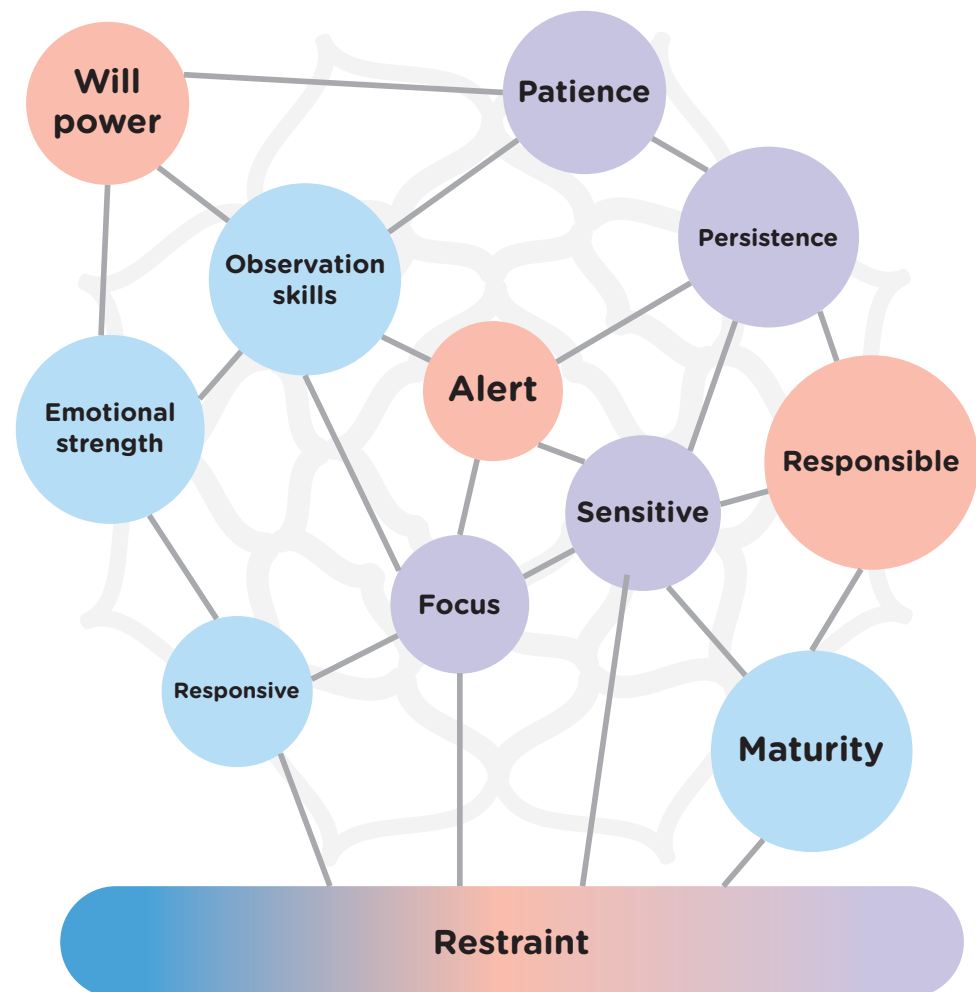 Will
power
Patience
Persistence
Observation
skills
Alert
Emotional
strength
Responsible
Sensitive
Focus
Responsive
Maturity
Restraint